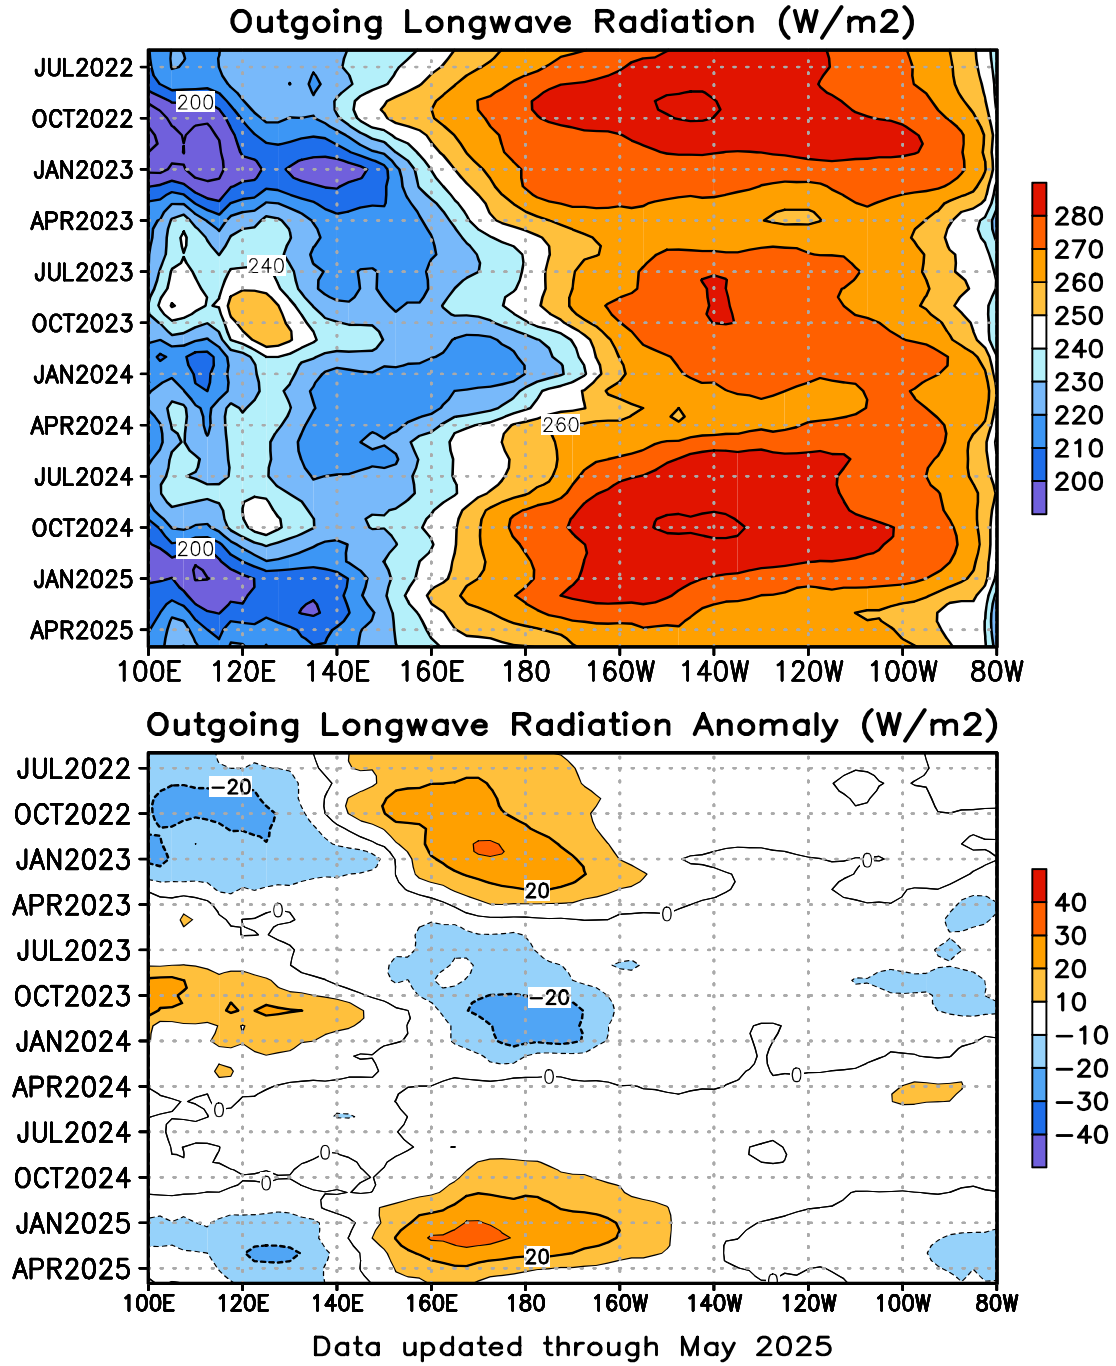 Outgoing Longwave Radiation (W/m2)
JUL2022
OCT2022
JAN2023
APR2023
JUL2023
OCT2023
JAN2024
APR2024
JUL2024
OCT2024
JAN2025
APR2025
200
240
260
200
100E 120E 140E 160E 180 160W 140W 120W 100W 80W
280
270
260
250
240
230
220
210
200
Outgoing Longwave Radiation Anomaly (W/m2)
JUL2022
OCT2022
JAN2023
APR2023
JUL2023
OCT2023
JAN2024
APR2024
JUL2024
OCT2024
JAN2025
APR2025
-20
0
20
0
0
-20
0
0
0
0
0
20
0
100E 120E 140E 160E 180 160W 140W 120W 100W 80W
40
30
20
10
-10
-20
-30
-40
Data updated through May 2025